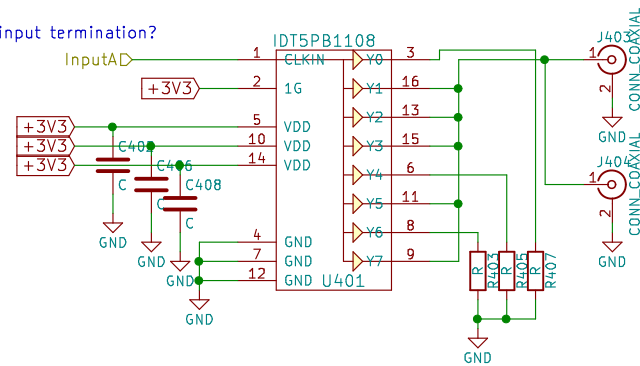 input termination?
IDT5PB1108
J403
InputA
1
CLKIN
Y0
3
1
CONN_COAXIAL
+3V3
2
1G
Y1
16
2
+3V3
5
VDD
Y2
13
GND
+3V3
C402
10
VDD
Y3
15
J404
+3V3
C406
14
VDD
Y4
6
1
CONN_COAXIAL
C
C408
C
Y5
11
2
C
4
GND
Y6
8
GND
GND
GND
7
GND
Y7
9
GND
12
GND
U401
R
R403
R
R405
R
R407
GND
GND